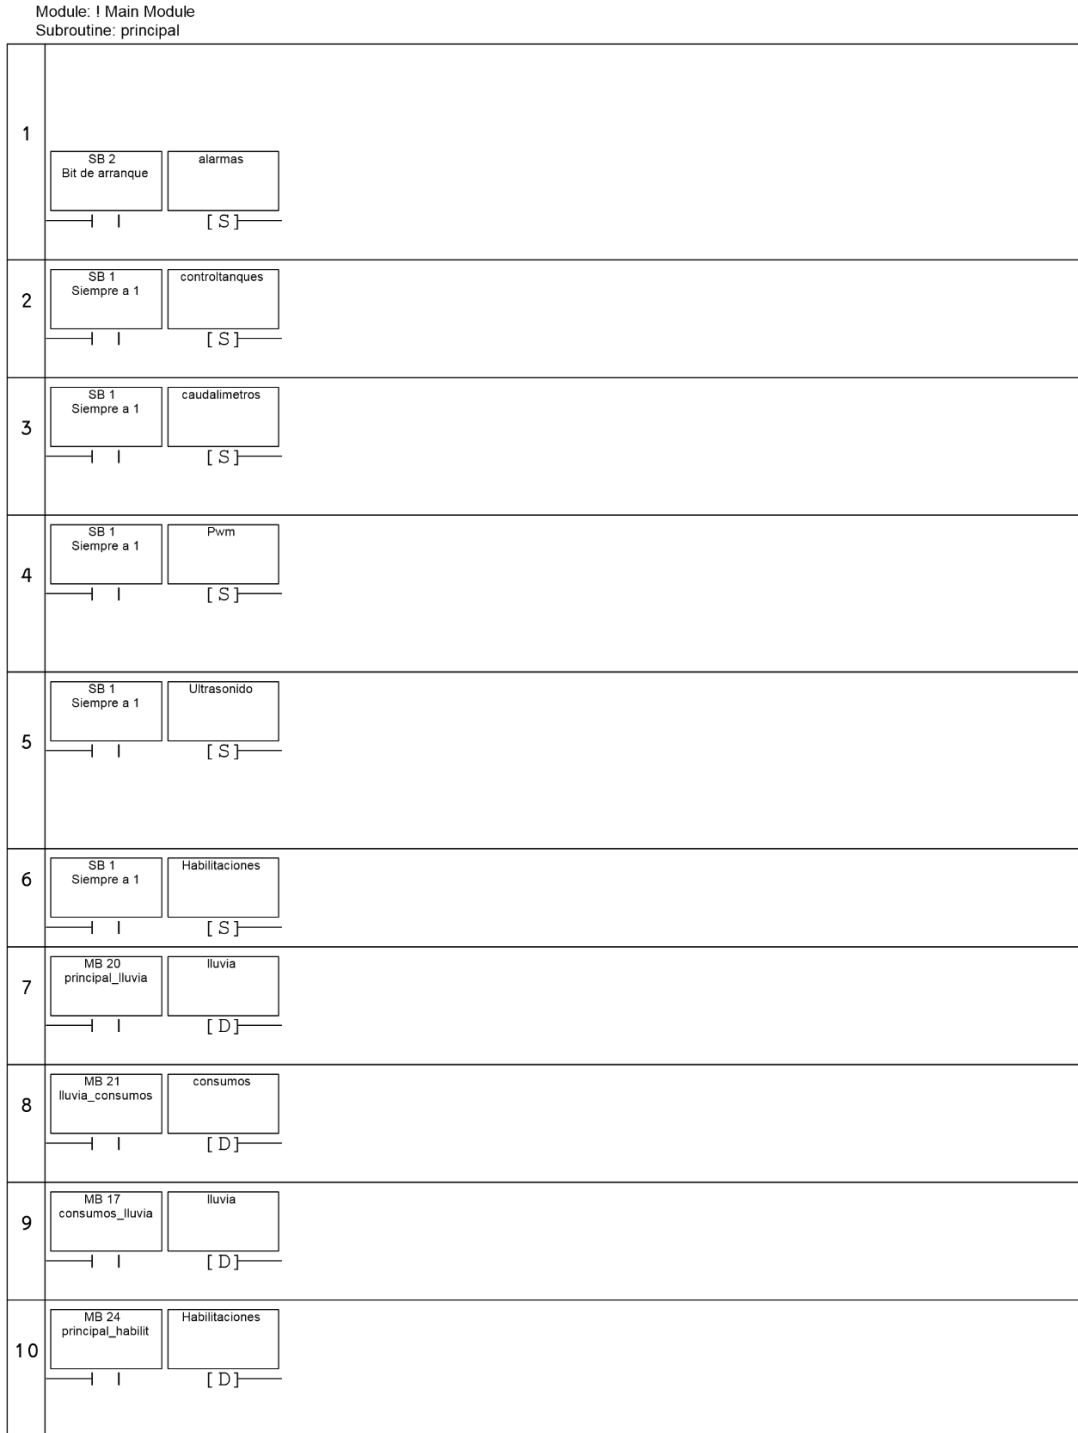 Module: ! Main Module
Subroutine: principal
1
SB 2
Bit de arranque
alarmas
[ S ]
2
SB 1
Siempre a 1
controltanques
[ S ]
3
SB 1
Siempre a 1
caudalimetros
[ S ]
4
SB 1
Siempre a 1
Pwm
[ S ]
5
SB 1
Siempre a 1
Ultrasonido
[ S ]
6
SB 1
Siempre a 1
Habilitaciones
[ S ]
7
MB 20
principal_lluvia
lluvia
[ D ]
8
MB 21
lluvia_consumos
consumos
[ D ]
9
MB 17
consumos_lluvia
lluvia
[ D ]
10
MB 24
principal_habilit
Habilitaciones
[ D ]